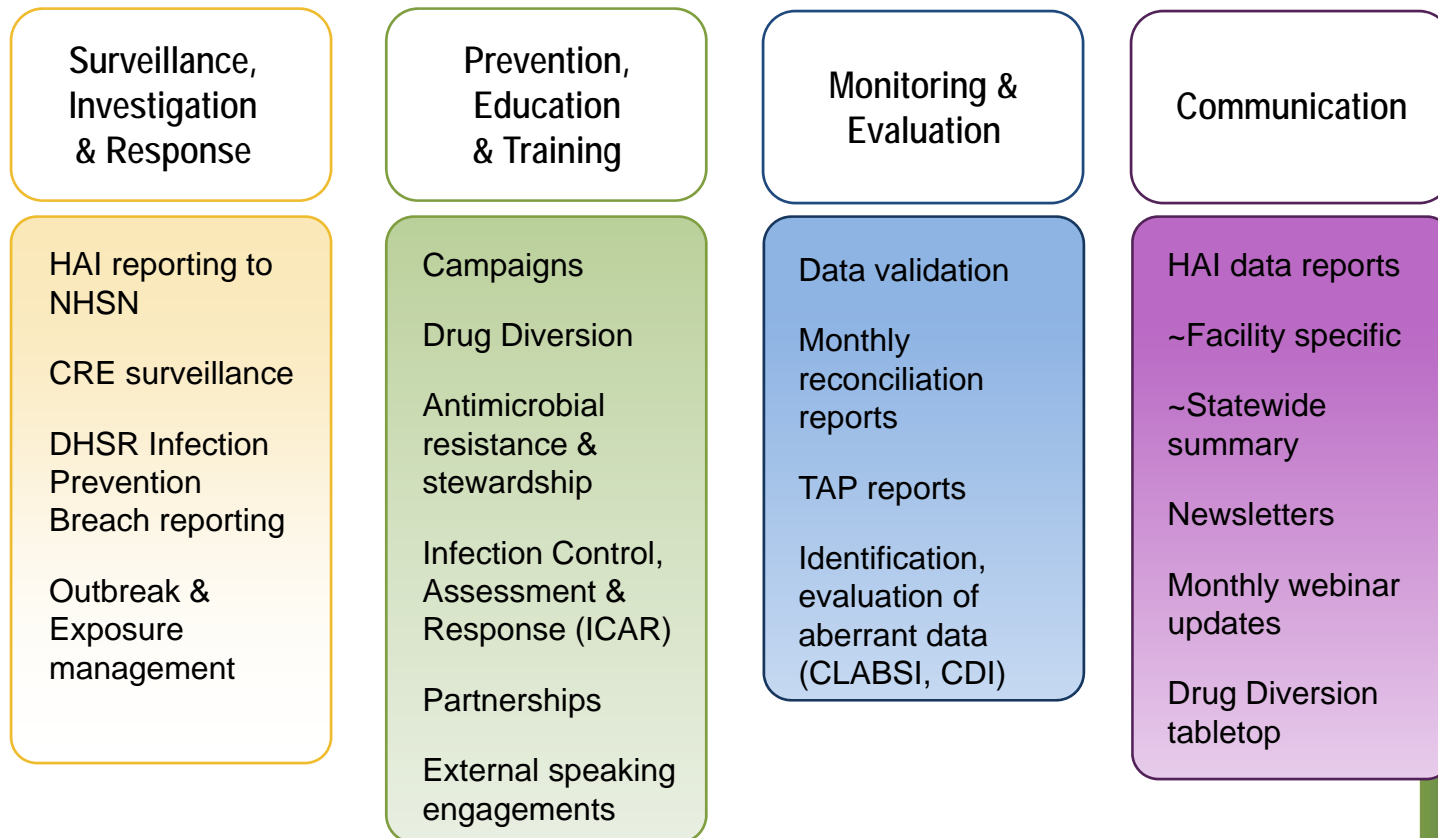 Surveillance,
Investigation
& Response
HAI reporting to
NHSN
CRE surveillance
DHSR Infection
Prevention
Breach reporting
Outbreak &
Exposure
management
Prevention,
Education
& Training
Campaigns
Drug Diversion
Antimicrobial
resistance &
stewardship
Infection Control,
Assessment &
Response (ICAR)
Partnerships
External speaking
engagements
Monitoring &
Evaluation
Data validation
Monthly
reconciliation
reports
TAP reports
Identification,
evaluation of
aberrant data
(CLABSI, CDI)
Communication
HAI data reports
~Facility specific
~Statewide
summary
Newsletters
Monthly webinar
updates
Drug Diversion
tabletop